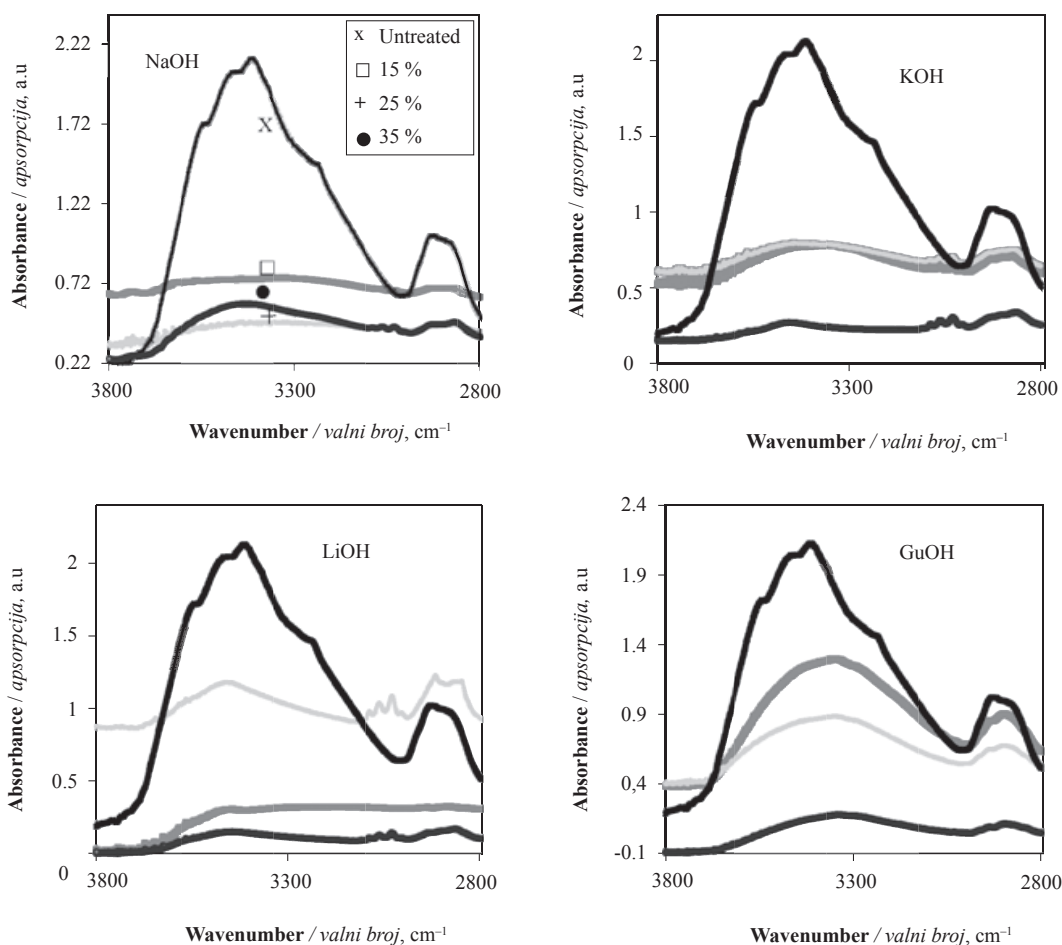 NaOH
x Untreated
□ 15 %
+ 25 %
● 35 %
X
Absorbance / apsorpcija, a.u
2.22
1.72
1.22
0.72
0.22
3800 3300 2800
Wavenumber / valni broj, cm⁻¹
KOH
Absorbance / apsorpcija, a.u
2
1.5
1
0.5
0
3800 3300 2800
Wavenumber / valni broj, cm⁻¹
LiOH
Absorbance / apsorpcija, a.u
2
1.5
1
0.5
0
3800 3300 2800
Wavenumber / valni broj, cm⁻¹
GuOH
Absorbance / apsorpcija, a.u
2.4
1.9
1.4
0.9
0.4
-0.1
3800 3300 2800
Wavenumber / valni broj, cm⁻¹